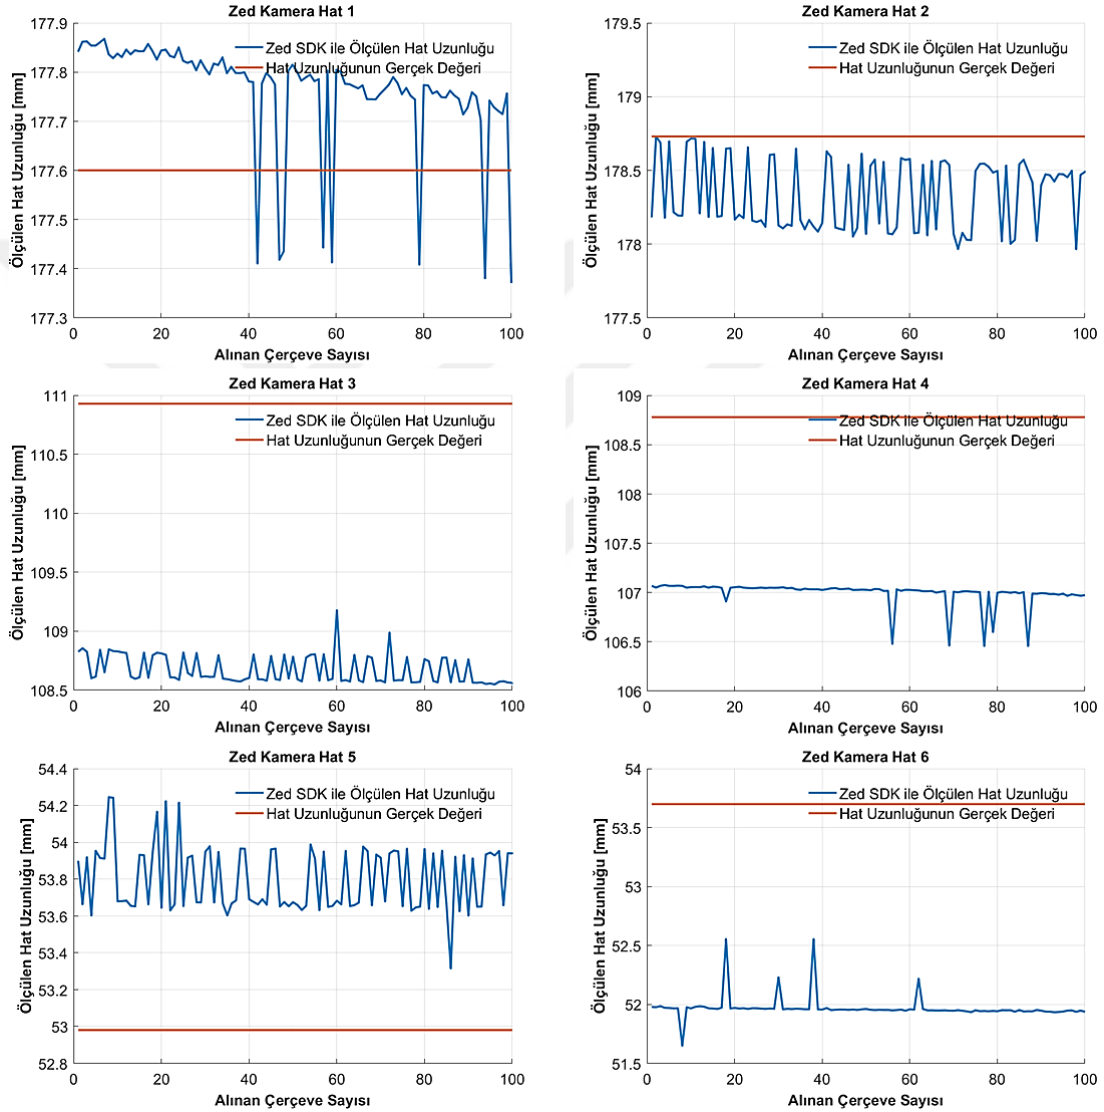 Zed Kamera Hat 1
Ölçülen Hat Uzunluğu [mm]
177.9
177.8
177.7
177.6
177.5
177.4
177.3
Zed SDK ile Ölçülen Hat Uzunluğu
Hat Uzunluğunun Gerçek Değeri
0 20 40 60 80 100
Alınan Çerçeve Sayısı
Zed Kamera Hat 2
Ölçülen Hat Uzunluğu [mm]
179.5
179
178.5
178
177.5
Zed SDK ile Ölçülen Hat Uzunluğu
Hat Uzunluğunun Gerçek Değeri
0 20 40 60 80 100
Alınan Çerçeve Sayısı
Zed Kamera Hat 3
Ölçülen Hat Uzunluğu [mm]
111
110.5
110
109.5
109
108.5
Zed SDK ile Ölçülen Hat Uzunluğu
Hat Uzunluğunun Gerçek Değeri
0 20 40 60 80 100
Alınan Çerçeve Sayısı
Zed Kamera Hat 4
Ölçülen Hat Uzunluğu [mm]
109
108.5
108
107.5
107
106.5
106
Zed SDK ile Ölçülen Hat Uzunluğu
Hat Uzunluğunun Gerçek Değeri
0 20 40 60 80 100
Alınan Çerçeve Sayısı
Zed Kamera Hat 5
Ölçülen Hat Uzunluğu [mm]
54.4
54.2
54
53.8
53.6
53.4
53.2
53
52.8
Zed SDK ile Ölçülen Hat Uzunluğu
Hat Uzunluğunun Gerçek Değeri
0 20 40 60 80 100
Alınan Çerçeve Sayısı
Zed Kamera Hat 6
Ölçülen Hat Uzunluğu [mm]
54
53.5
53
52.5
52
51.5
Zed SDK ile Ölçülen Hat Uzunluğu
Hat Uzunluğunun Gerçek Değeri
0 20 40 60 80 100
Alınan Çerçeve Sayısı